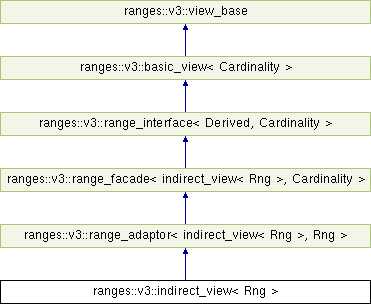 ranges::v3::view_base
ranges::v3::basic_view< Cardinality >
ranges::v3::range_interface< Derived, Cardinality >
ranges::v3::range_facade< indirect_view< Rng >, Cardinality >
ranges::v3::range_adaptor< indirect_view< Rng >, Rng >
ranges::v3::indirect_view< Rng >